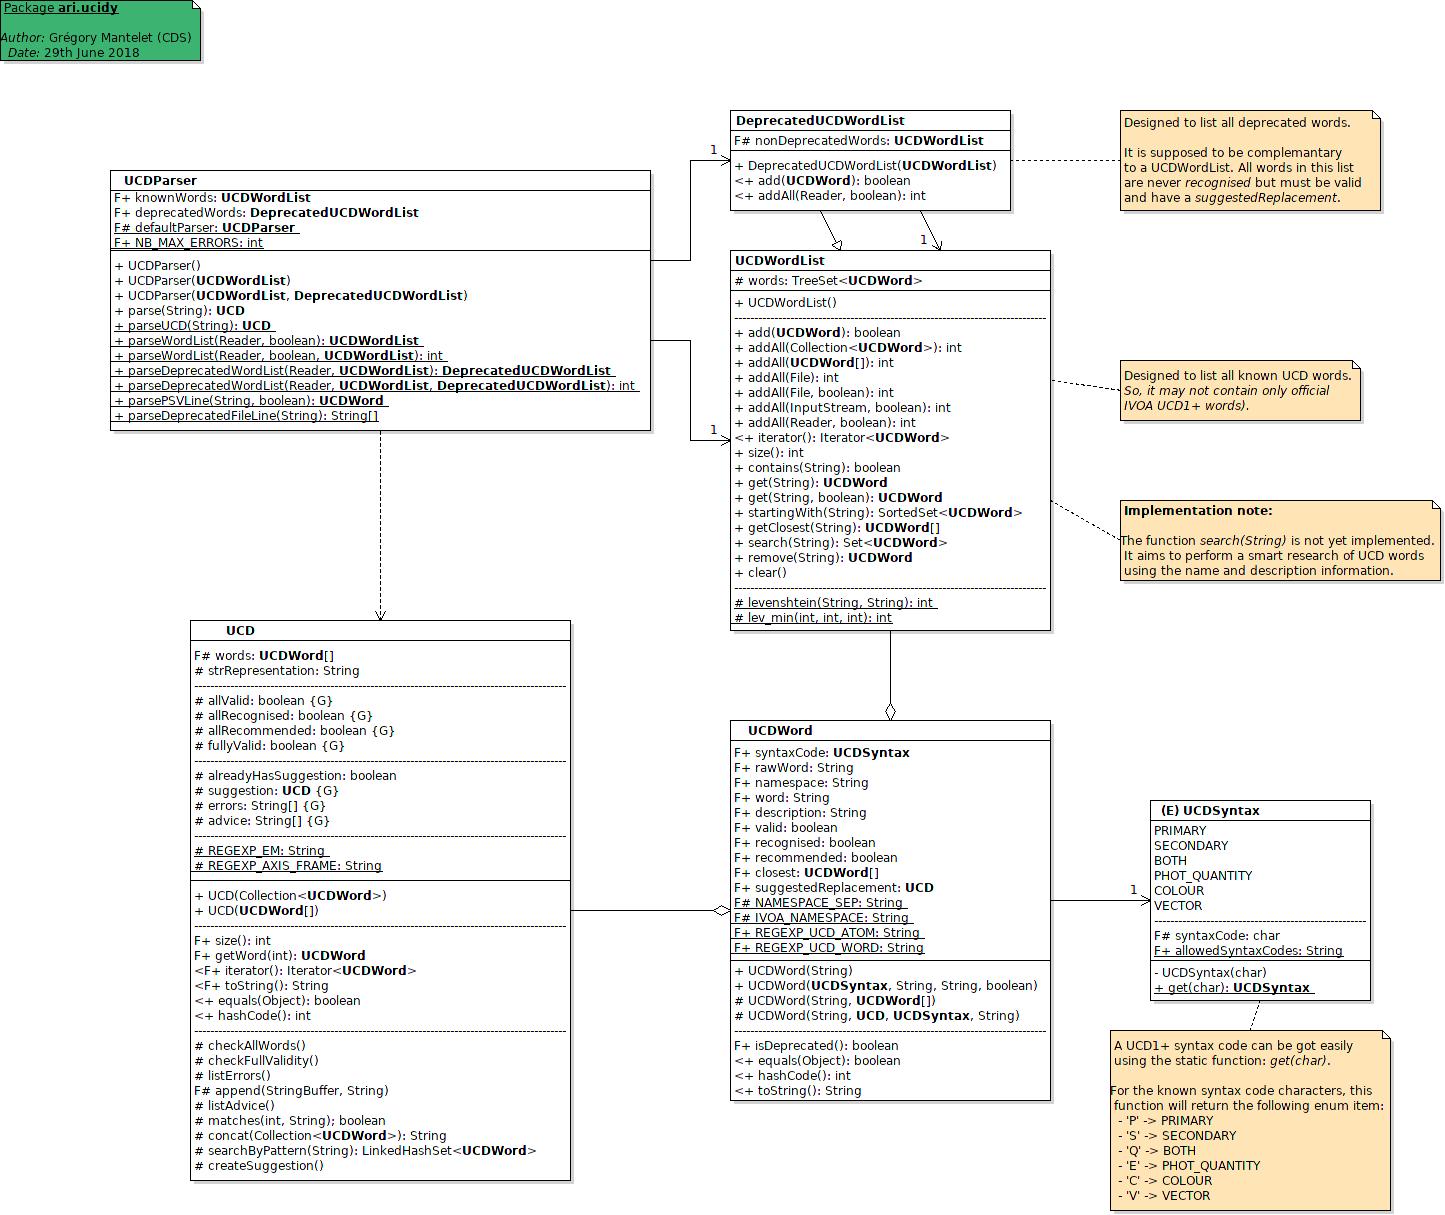 Package ari.ucidy
Author: Grégory Mantelet (CDS)
Date: 29th June 2018
DeprecatedUCDWordList
F# nonDeprecatedWords: UCDWordList
+ DeprecatedUCDWordList(UCDWordList)
<+ add(UCDWord): boolean
<+ addAll(Reader, boolean): int
Designed to list all deprecated words.
It is supposed to be complemantary
to a UCDWordList. All words in this list
are never recognised but must be valid
and have a suggestedReplacement.
1
UCDParser
F+ knownWords: UCDWordList
F+ deprecatedWords: DeprecatedUCDWordList
F# defaultParser: UCDParser
F+ NB_MAX_ERRORS: int
+ UCDParser()
+ UCDParser(UCDWordList)
+ UCDParser(UCDWordList, DeprecatedUCDWordList)
+ parse(String): UCD
+ parseUCD(String): UCD
+ parseWordList(Reader, boolean): UCDWordList
+ parseWordList(Reader, boolean, UCDWordList): int
+ parseDeprecatedWordList(Reader, UCDWordList): DeprecatedUCDWordList
+ parseDeprecatedWordList(Reader, UCDWordList, DeprecatedUCDWordList): int
+ parsePSVLine(String, boolean): UCDWord
+ parseDeprecatedFileLine(String): String[]
1
1
UCDWordList
# words: TreeSet<UCDWord>
+ UCDWordList()
+ add(UCDWord): boolean
+ addAll(Collection<UCDWord>): int
+ addAll(UCDWord[]): int
+ addAll(File): int
+ addAll(File, boolean): int
+ addAll(InputStream, boolean): int
+ addAll(Reader, boolean): int
<+ iterator(): Iterator<UCDWord>
+ size(): int
+ contains(String): boolean
+ get(String): UCDWord
+ get(String, boolean): UCDWord
+ startingWith(String): SortedSet<UCDWord>
+ getClosest(String): UCDWord[]
+ search(String): Set<UCDWord>
+ remove(String): UCDWord
+ clear()
# levenshtein(String, String): int
# lev_min(int, int, int): int
Designed to list all known UCD words.
So, it may not contain only official
IVOA UCD1+ words).
Implementation note:
The function search(String) is not yet implemented.
It aims to perform a smart research of UCD words
using the name and description information.
UCD
F# words: UCDWord[]
# strRepresentation: String
# allValid: boolean {G}
# allRecognised: boolean {G}
# allRecommended: boolean {G}
# fullyValid: boolean {G}
# alreadyHasSuggestion: boolean
# suggestion: UCD {G}
# errors: String[] {G}
# advice: String[] {G}
# REGEXP_EM: String
# REGEXP_AXIS_FRAME: String
+ UCD(Collection<UCDWord>)
+ UCD(UCDWord[])
F+ size(): int
F+ getWord(int): UCDWord
<F+ iterator(): Iterator<UCDWord>
<F+ toString(): String
<+ equals(Object): boolean
<+ hashCode(): int
# checkAllWords()
# checkFullValidity()
# listErrors()
F# append(StringBuffer, String)
# listAdvice()
# matches(int, String); boolean
# concat(Collection<UCDWord>): String
# searchByPattern(String): LinkedHashSet<UCDWord>
# createSuggestion()
UCDWord
F+ syntaxCode: UCDSyntax
F+ rawWord: String
F+ namespace: String
F+ word: String
F+ description: String
F+ valid: boolean
F+ recognised: boolean
F+ recommended: boolean
F+ closest: UCDWord[]
F+ suggestedReplacement: UCD
F# NAMESPACE_SEP: String
F# IVOA_NAMESPACE: String
F+ REGEXP_UCD_ATOM: String
F+ REGEXP_UCD_WORD: String
+ UCDWord(String)
+ UCDWord(UCDSyntax, String, String, boolean)
# UCDWord(String, UCDWord[])
# UCDWord(String, UCD, UCDSyntax, String)
F+ isDeprecated(): boolean
<+ equals(Object): boolean
<+ hashCode(): int
<+ toString(): String
1
(E) UCDSyntax
PRIMARY
SECONDARY
BOTH
PHOT_QUANTITY
COLOUR
VECTOR
F# syntaxCode: char
F+ allowedSyntaxCodes: String
- UCDSyntax(char)
+ get(char): UCDSyntax
A UCD1+ syntax code can be got easily
using the static function: get(char).
For the known syntax code characters, this
function will return the following enum item:
- 'P' -> PRIMARY
- 'S' -> SECONDARY
- 'Q' -> BOTH
- 'E' -> PHOT_QUANTITY
- 'C' -> COLOUR
- 'V' -> VECTOR